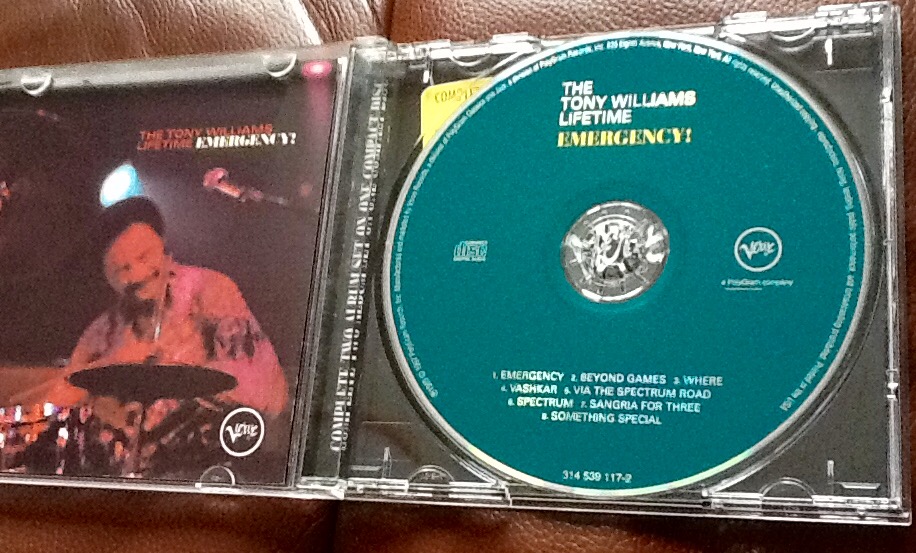 THE TONY WILLIAMS
LIFETIME EMERGENCY!
Verve
COMPLETE TWO ALBUM SET ON ONE COMPACT DISC
THE
TONY WILLIAMS
LIFETIME
EMERGENCY!
disc
Verve
a PolyGram company
1. EMERGENCY 2. BEYOND GAMES 3. WHERE
4. VASHKAR 5. VIA THE SPECTRUM ROAD
6. SPECTRUM 7. SANGRIA FOR THREE
8. SOMETHING SPECIAL
314 539 117-2